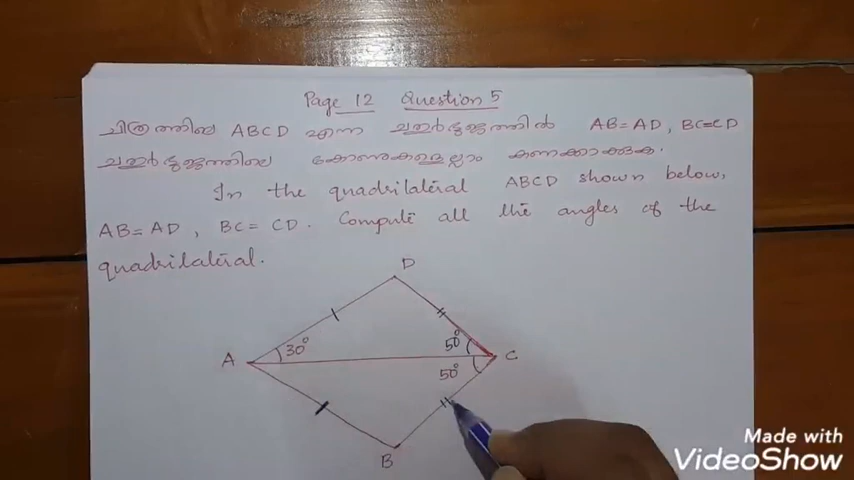 Page 12 Question 5
ചിത്രത്തിലെ ABCD എന്ന ചതുർഭുജത്തിൽ AB=AD, BC=CD
ചതുർഭുജത്തിലെ കോണുകളെല്ലാം കണക്കാക്കുക.
In the quadrilateral ABCD shown below,
AB=AD, BC=CD. Compute all the angles of the
quadrilateral.
D
A 30° 50° C
50°
B
Made with
VideoShow